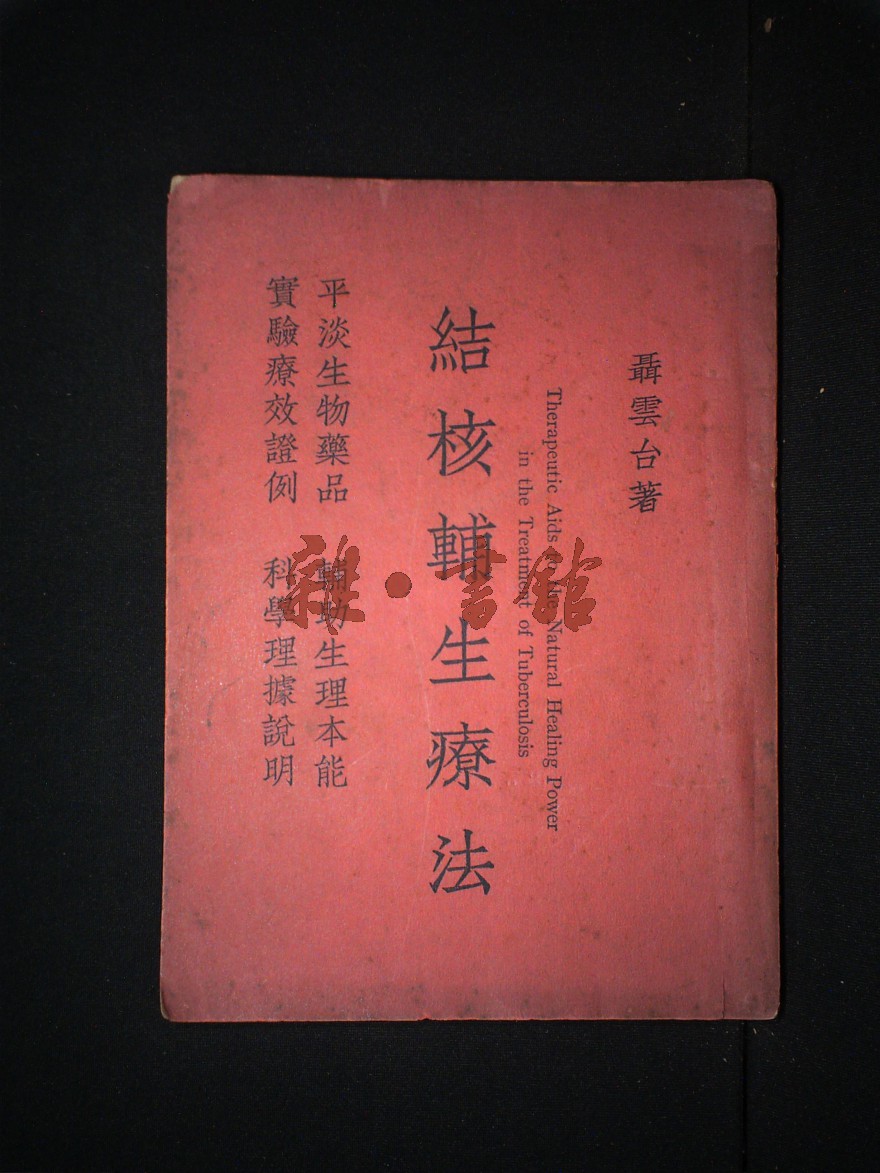 聶雲台著
Therapeutic Aids to the Natural Healing Power
in the Treatment of Tuberculosis
結核輔生療法
平淡生物藥品 輔助生理本能
實驗療效證例 科學理據說明
雜·書館